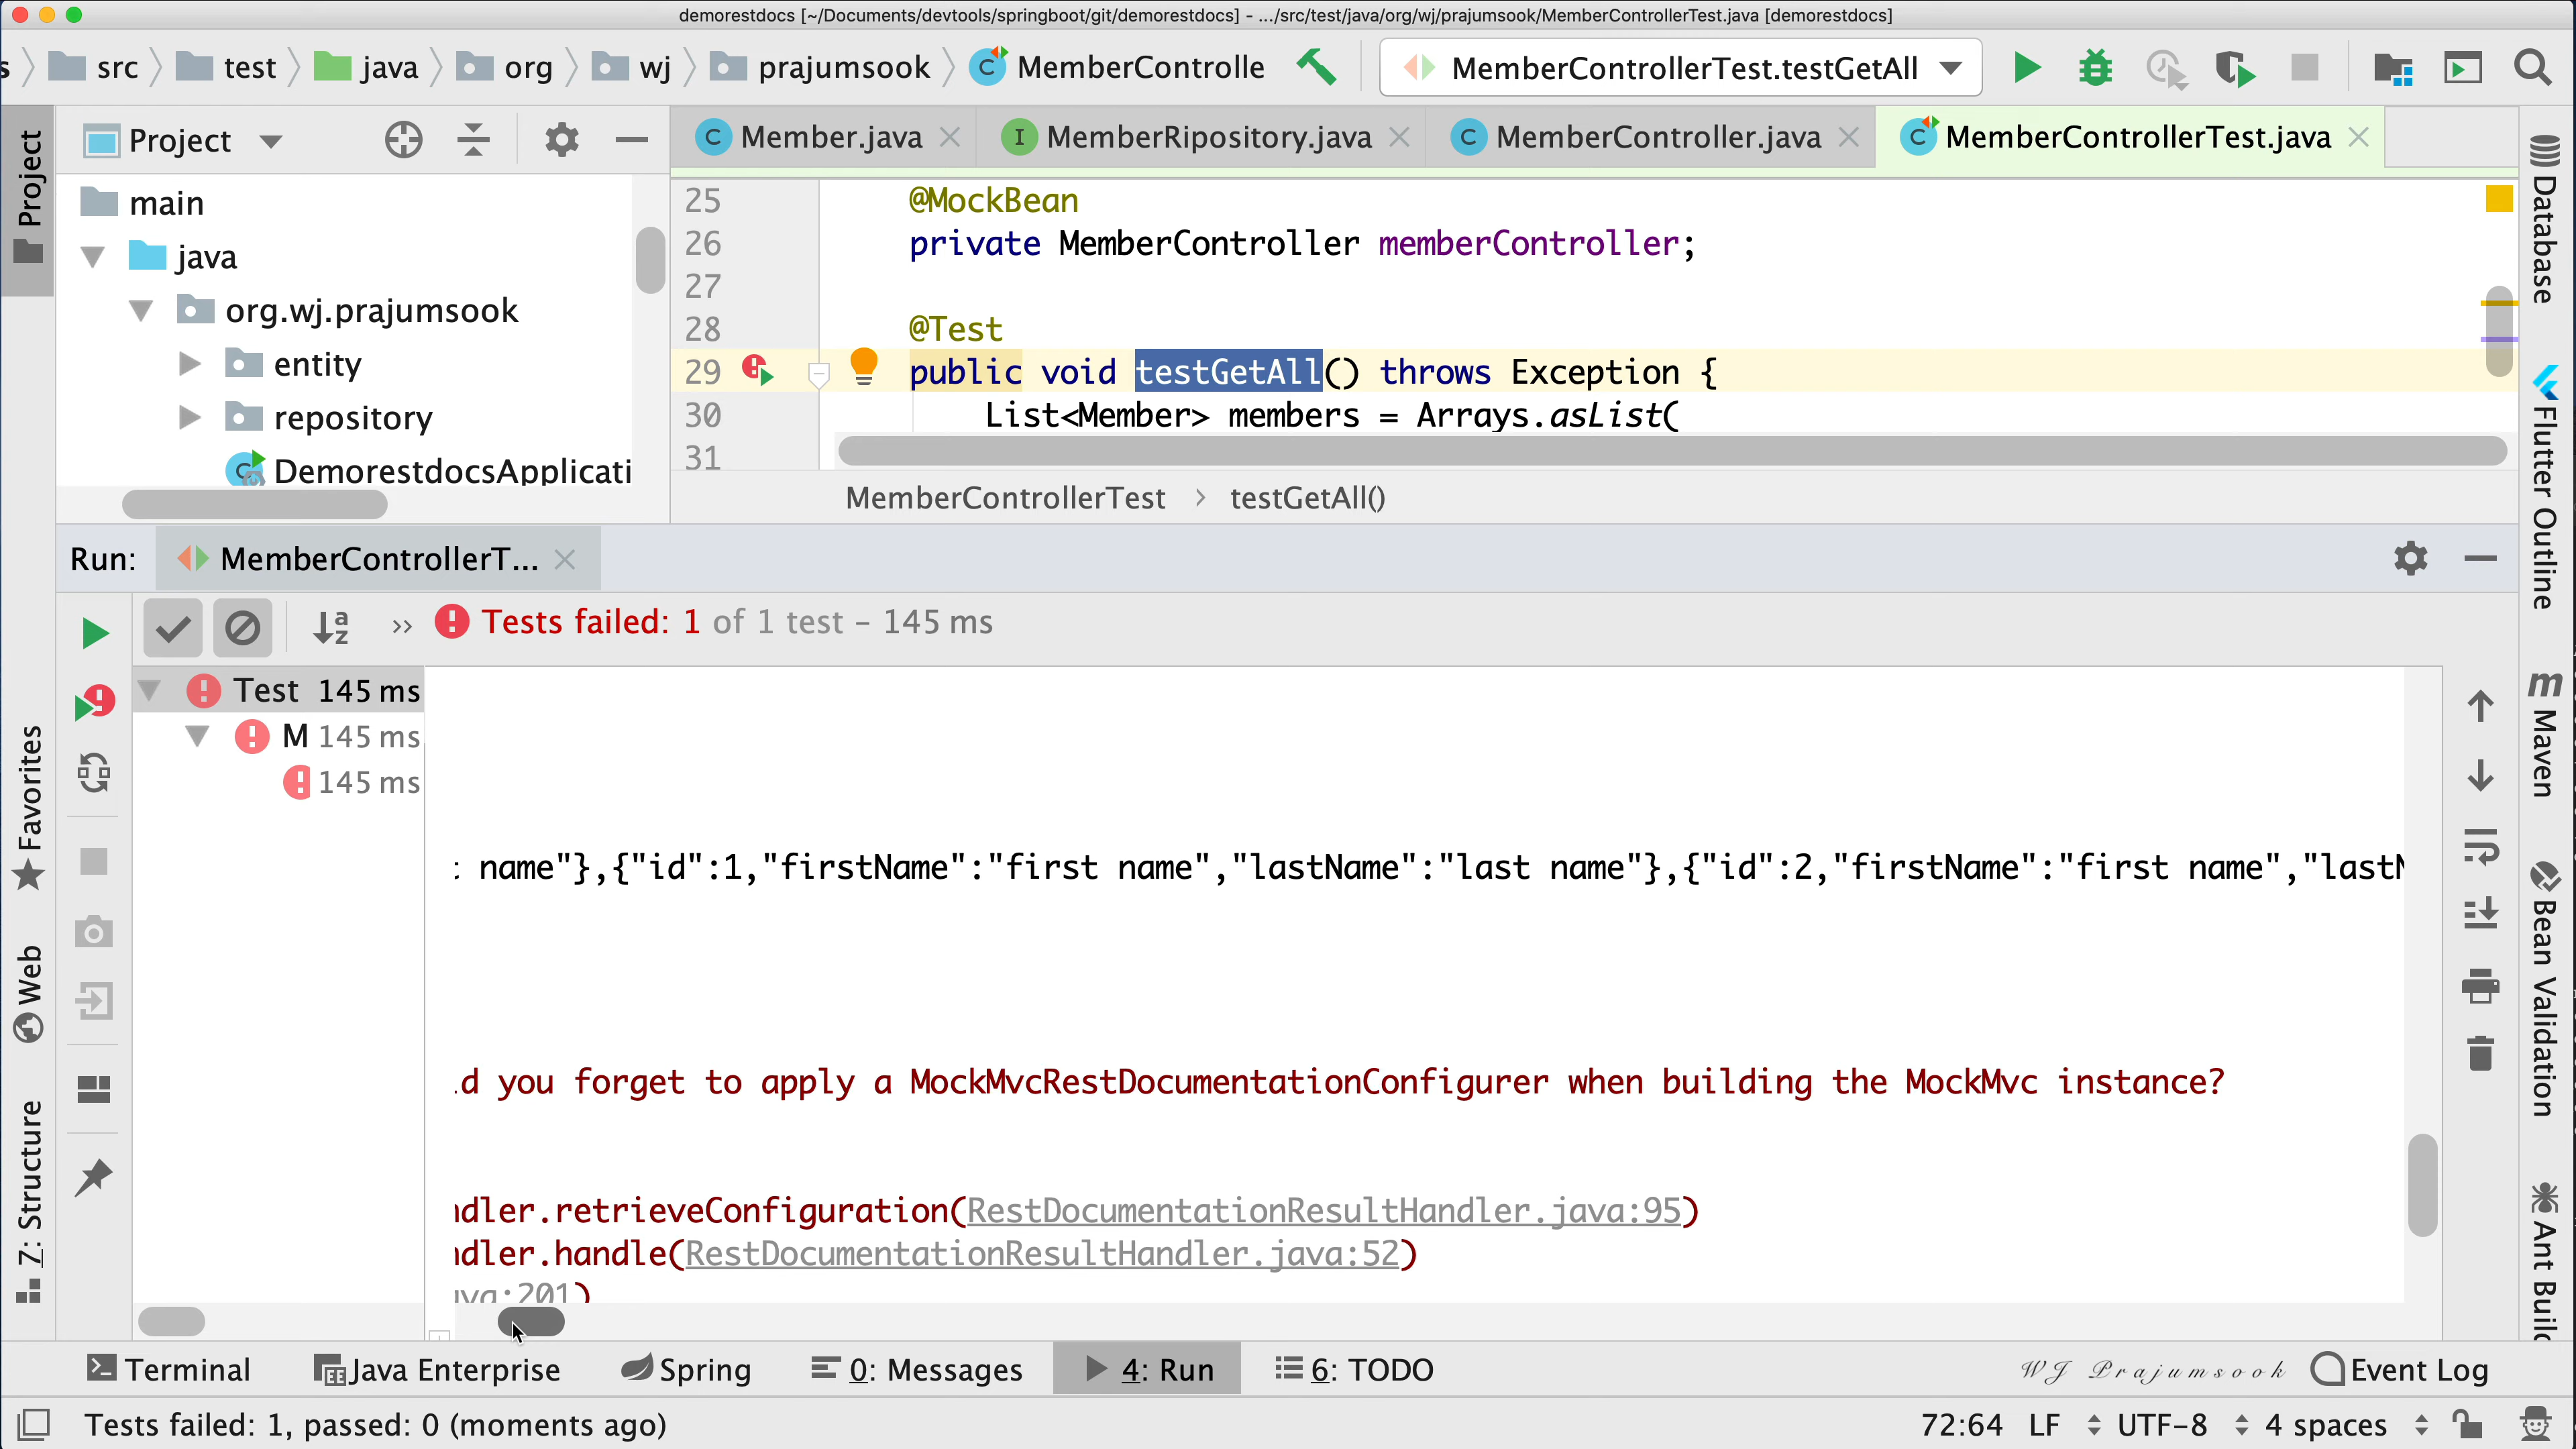 demorestdocs [~/Documents/devtools/springboot/git/demorestdocs] - .../src/test/java/org/wj/prajumsook/MemberControllerTest.java [demorestdocs]
s src test java org wj prajumsook MemberControlle MemberControllerTest.testGetAll
Project
Project
Member.java MemberRipository.java MemberController.java MemberControllerTest.java
main
java
org.wj.prajumsook
entity
repository
DemorestdocsApplicati
25 @MockBean
26 private MemberController memberController;
27
28 @Test
29 public void testGetAll() throws Exception {
30 List<Member> members = Arrays.asList(
31
MemberControllerTest > testGetAll()
Run: MemberControllerT...
Tests failed: 1 of 1 test – 145 ms
Test 145 ms
M 145 ms
145 ms
: name"},{"id":1,"firstName":"first name","lastName":"last name"},{"id":2,"firstName":"first name","lastN
d you forget to apply a MockMvcRestDocumentationConfigurer when building the MockMvc instance?
ndler.retrieveConfiguration(RestDocumentationResultHandler.java:95)
ndler.handle(RestDocumentationResultHandler.java:52)
ava:201)
Favorites
Web
Z: Structure
Database
Flutter Outline
Maven
Bean Validation
Ant Build
Terminal Java Enterprise Spring 0: Messages 4: Run 6: TODO WJ Prajumsook Event Log
Tests failed: 1, passed: 0 (moments ago) 72:64 LF UTF-8 4 spaces